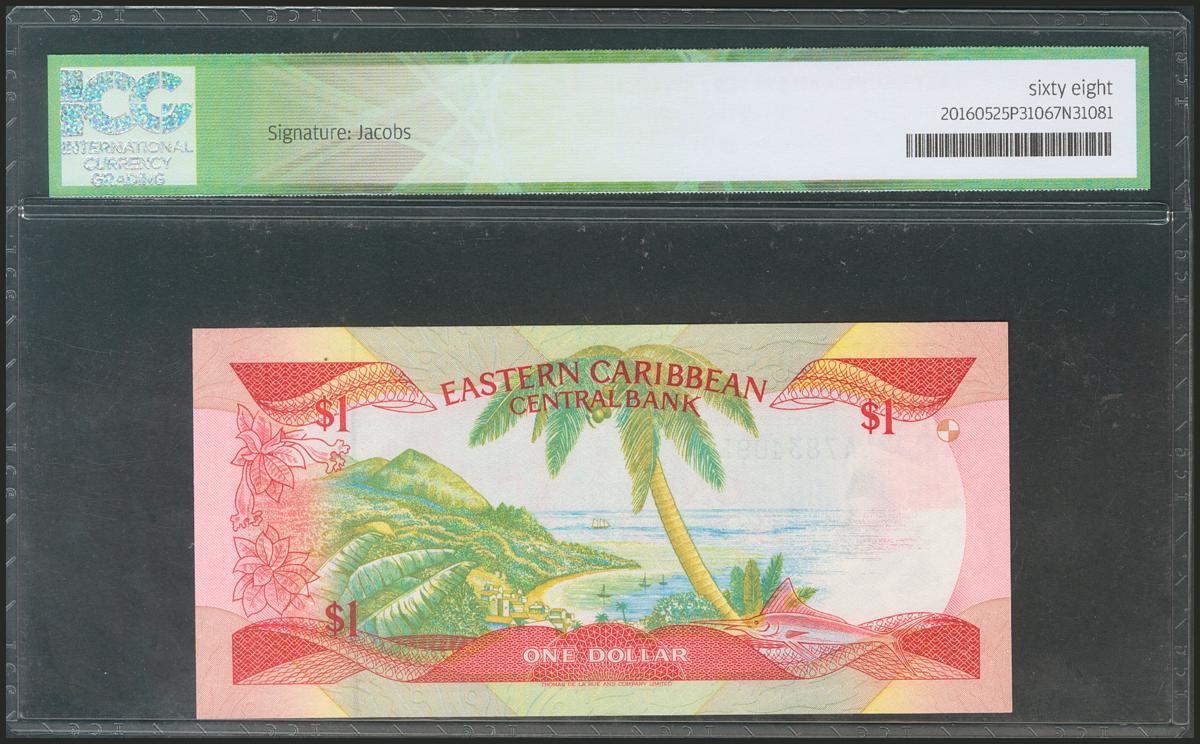 ICG
INTERNATIONAL
CURRENCY
GRADING
Signature: Jacobs
sixty eight
20160525P31067N31081
EASTERN CARIBBEAN
CENTRAL BANK
$1
$1
$1
ONE DOLLAR
THOMAS DE LA RUE AND COMPANY LIMITED